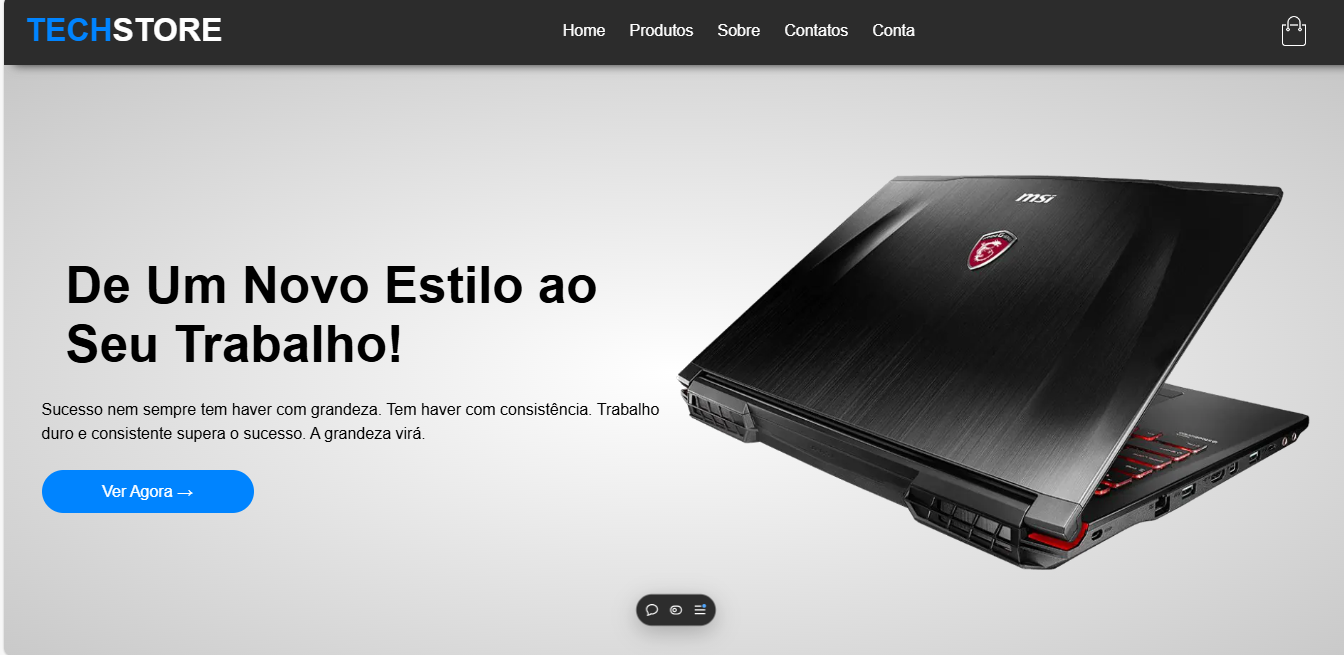 TECHSTORE
Home Produtos Sobre Contatos Conta
msi
De Um Novo Estilo ao
Seu Trabalho!
Sucesso nem sempre tem haver com grandeza. Tem haver com consistência. Trabalho
duro e consistente supera o sucesso. A grandeza virá.
Ver Agora →